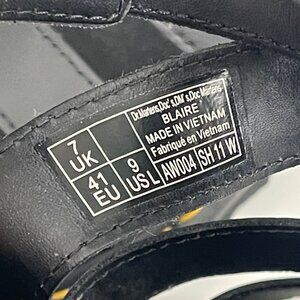 Dr.Martens,Doc's,DM's,Doc Martens
BLAIRE
MADE IN VIETNAM
Fabriqué en Vietnam
7
UK
41
EU
9
US L
AW004
SH 11 W